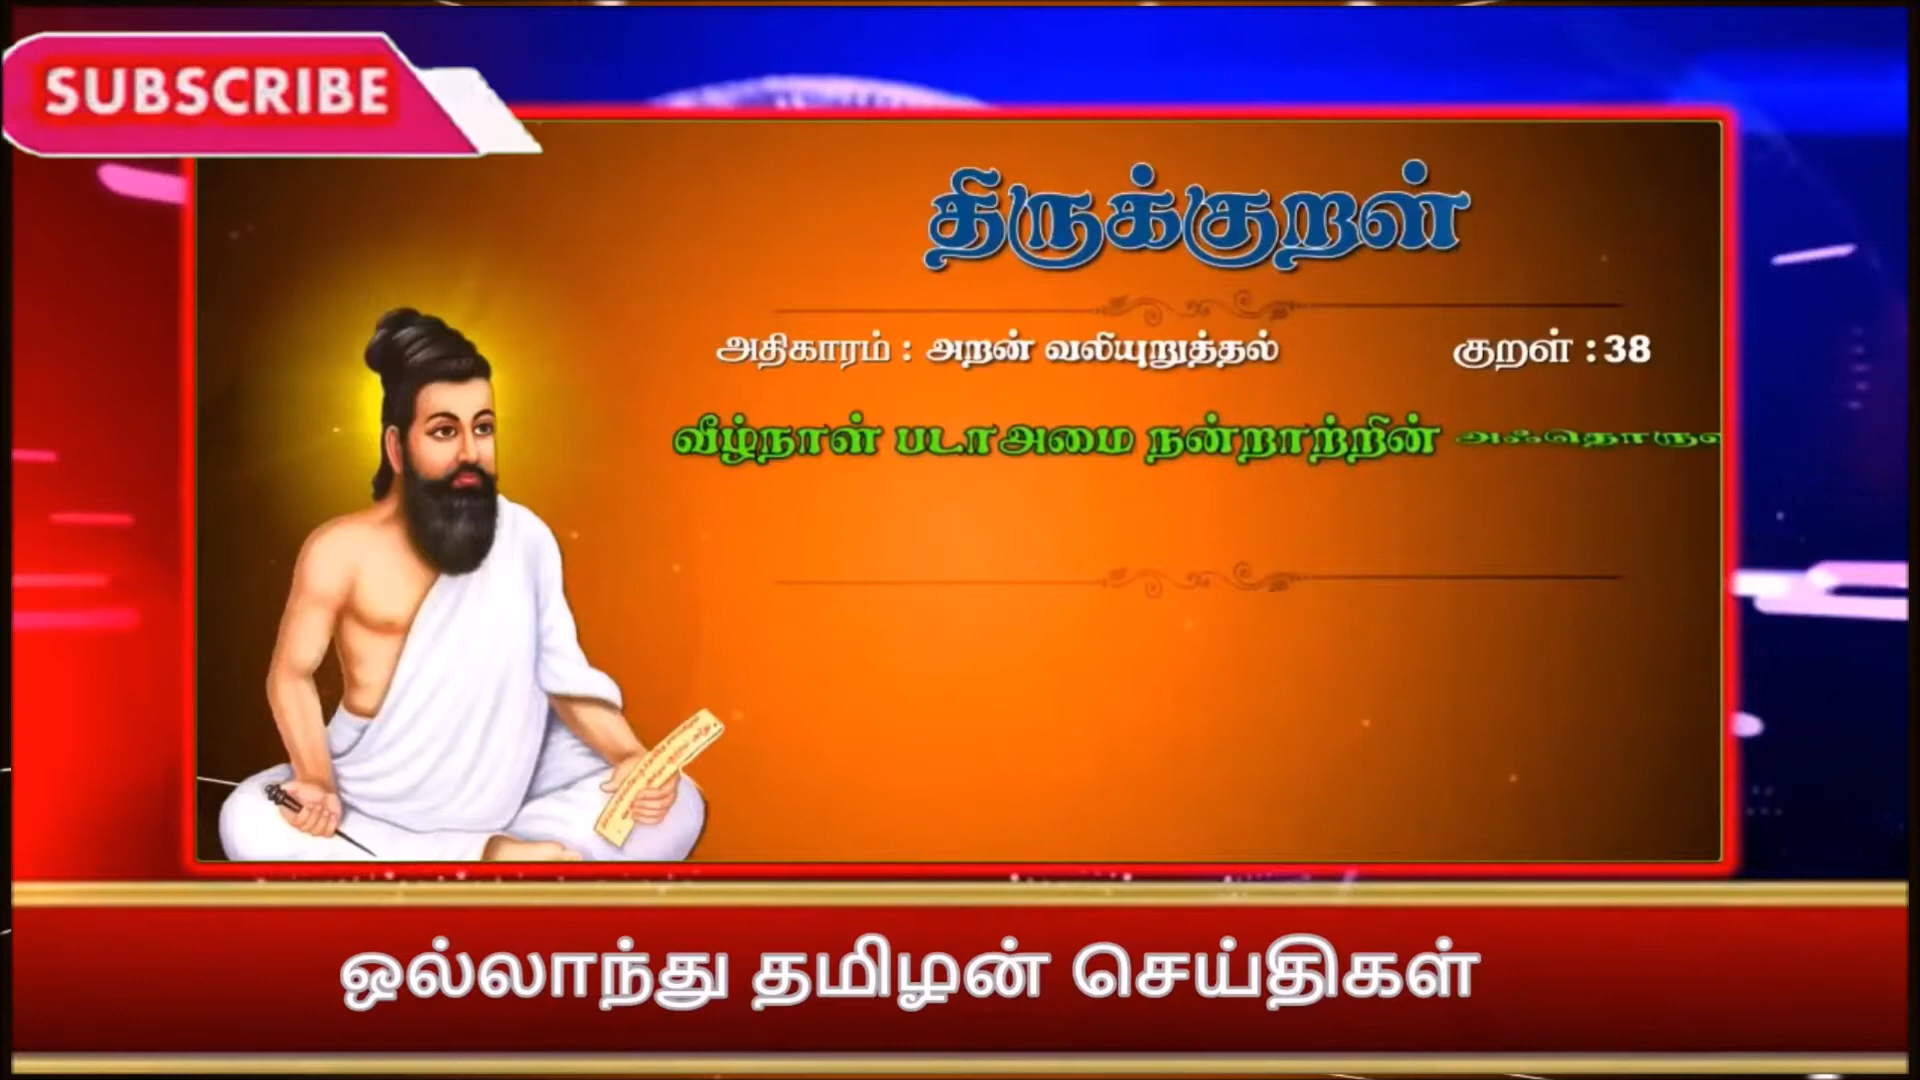 SUBSCRIBE
திருக்குறள்
அதிகாரம் : அறன் வலியுறுத்தல் குறள் : 38
வீழ்நாள் படாஅமை நன்றாற்றின்
ஒல்லாந்து தமிழன் செய்திகள்